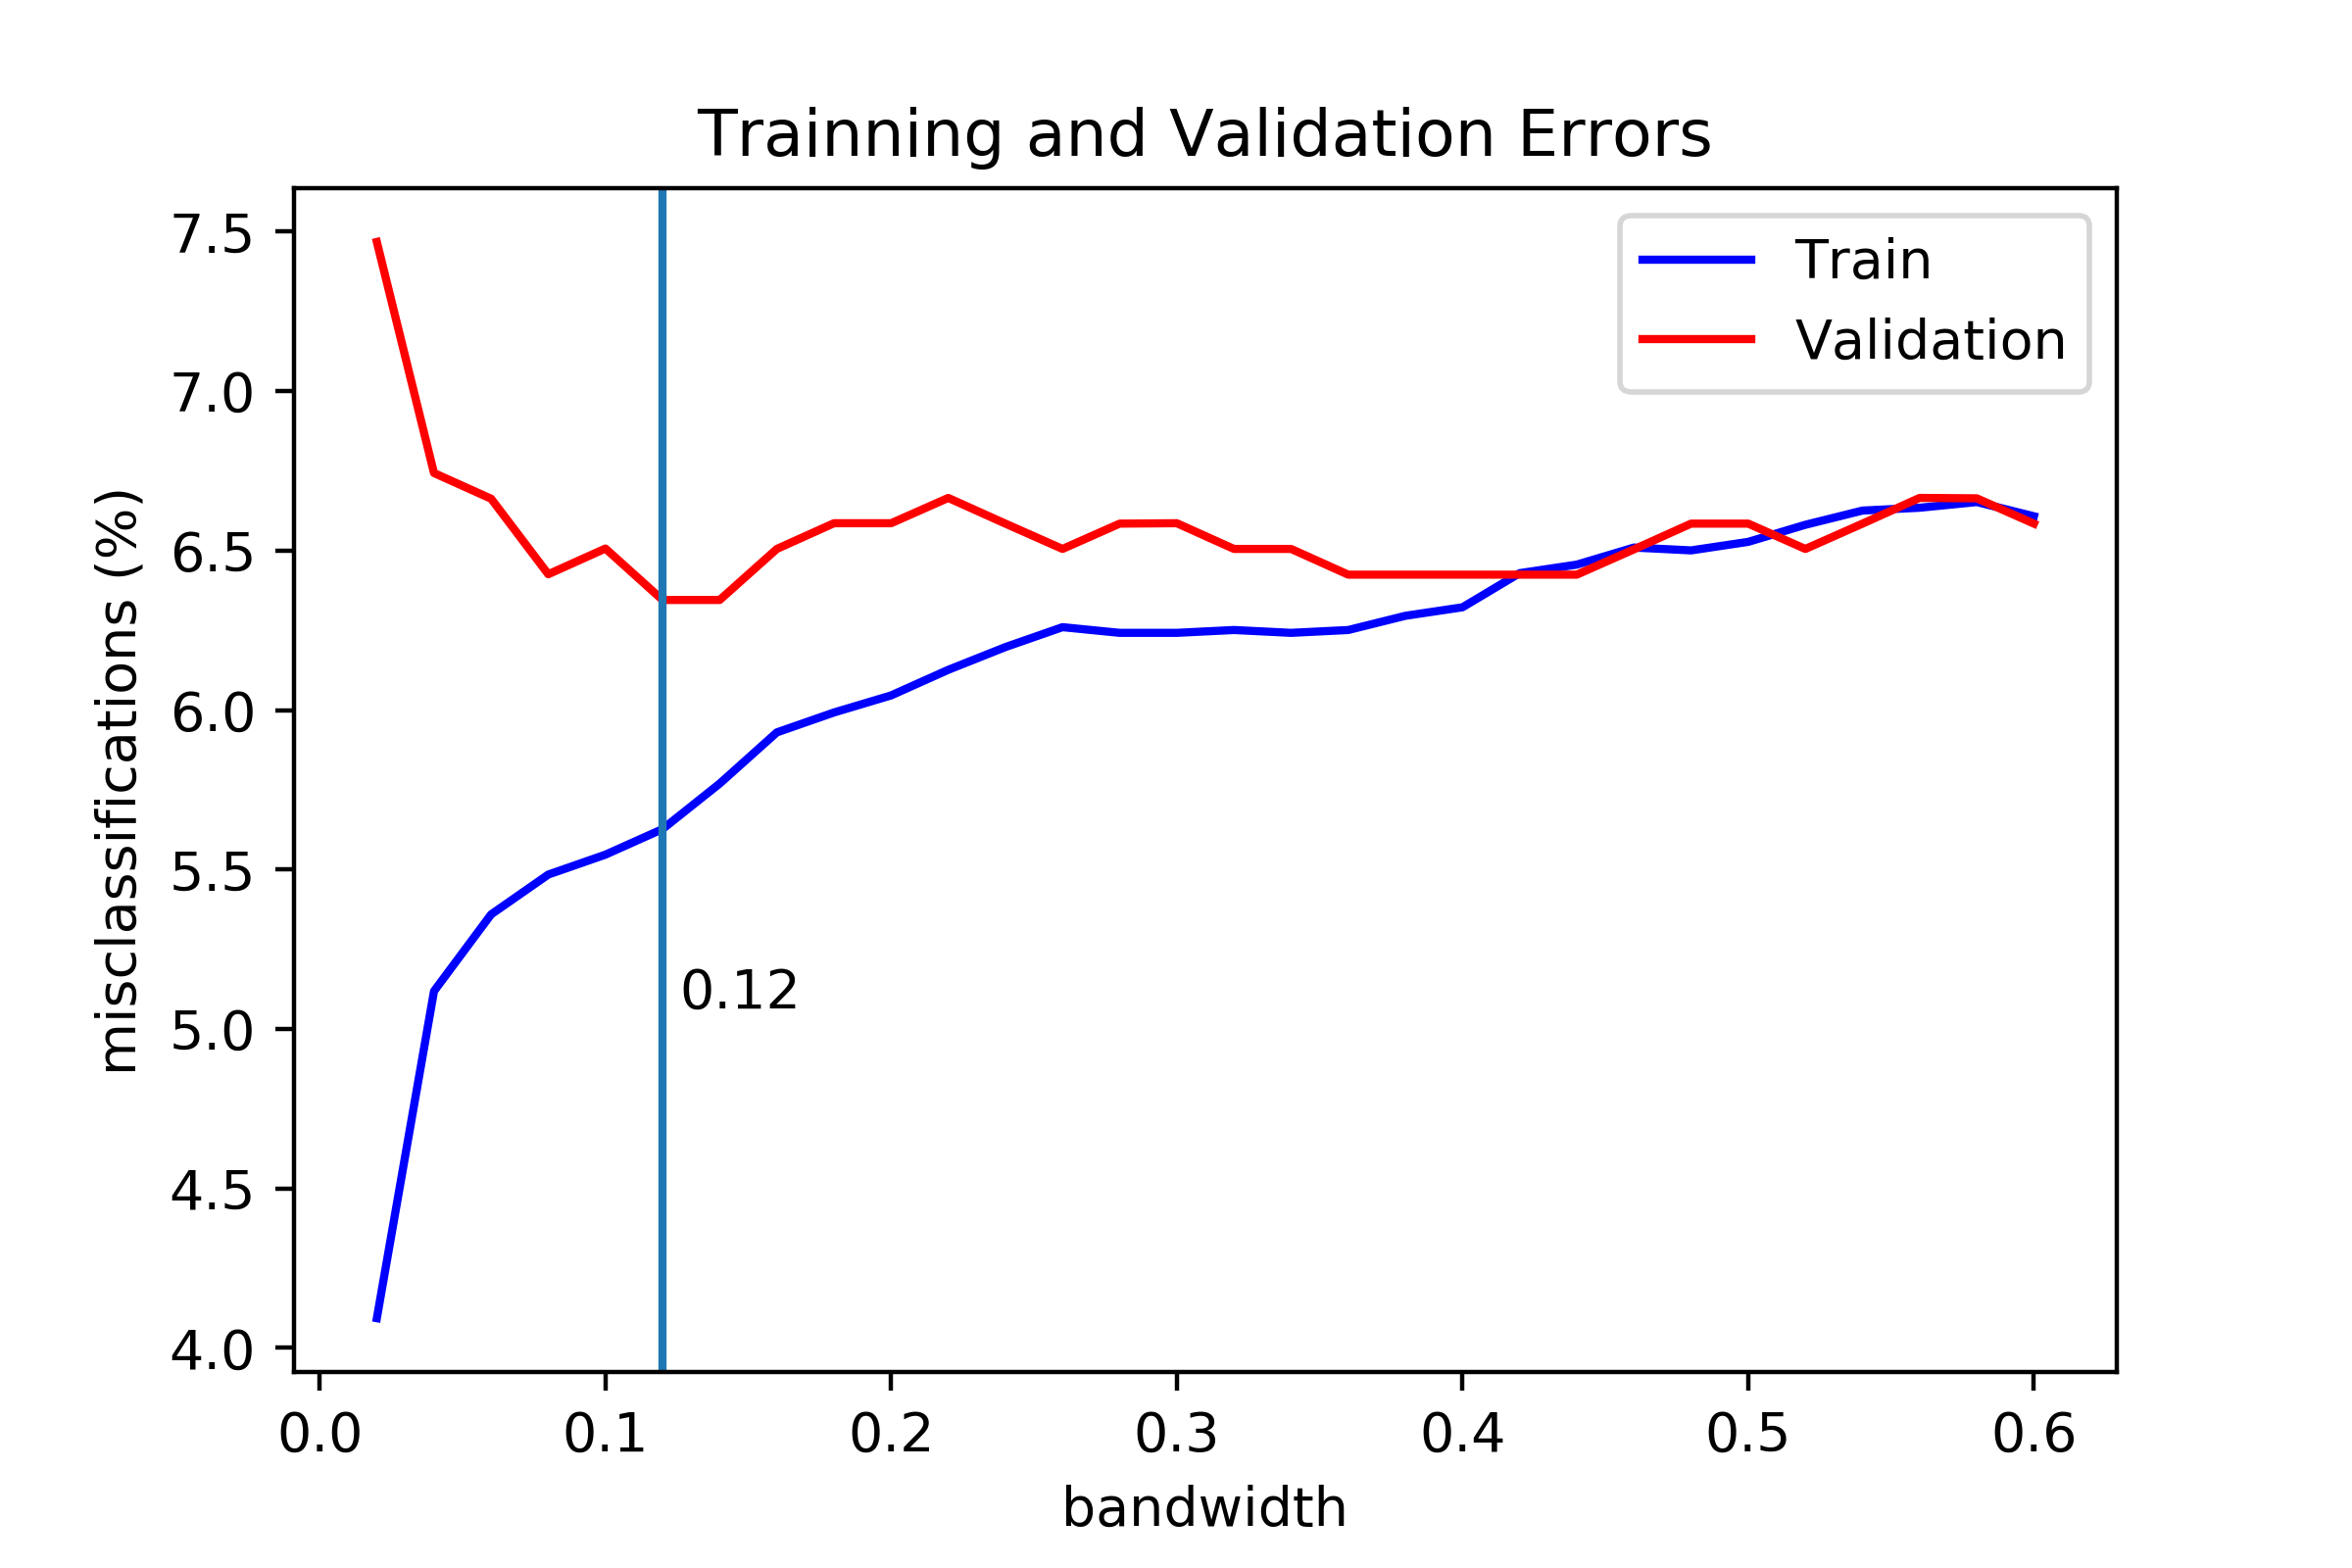 Trainning and Validation Errors
Train
Validation
misclassifications (%)
7.5
7.0
6.5
6.0
5.5
5.0
4.5
4.0
0.12
0.0 0.1 0.2 0.3 0.4 0.5 0.6
bandwidth